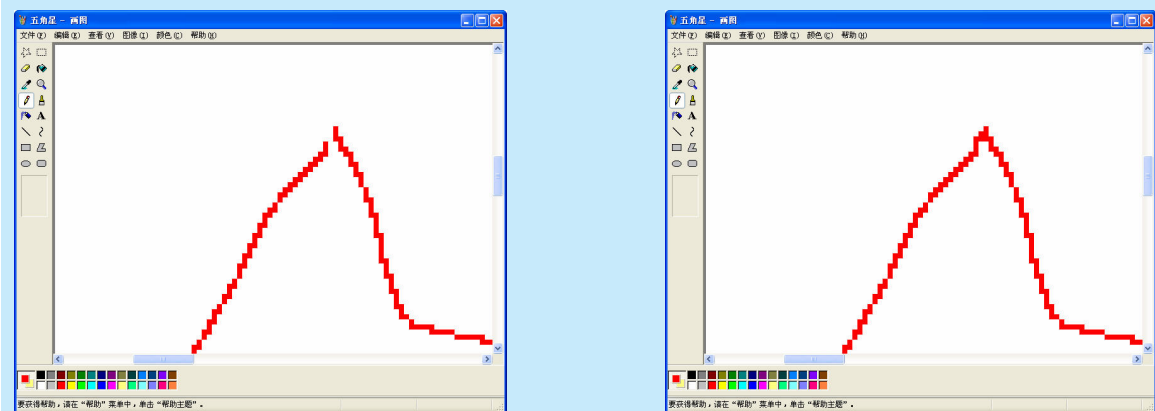 五角星 - 画图
文件(F) 编辑(E) 查看(V) 图像(I) 颜色(C) 帮助(H)
A
要获得帮助，请在“帮助”菜单中，单击“帮助主题”。
五角星 - 画图
文件(F) 编辑(E) 查看(V) 图像(I) 颜色(C) 帮助(H)
A
要获得帮助，请在“帮助”菜单中，单击“帮助主题”。